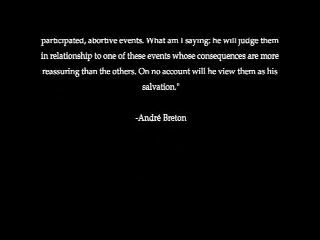 participated, abortive events. What am I saying: he will judge them
in relationship to one of these events whose consequences are more
reassuring than the others. On no account will he view them as his
salvation."
-André Breton